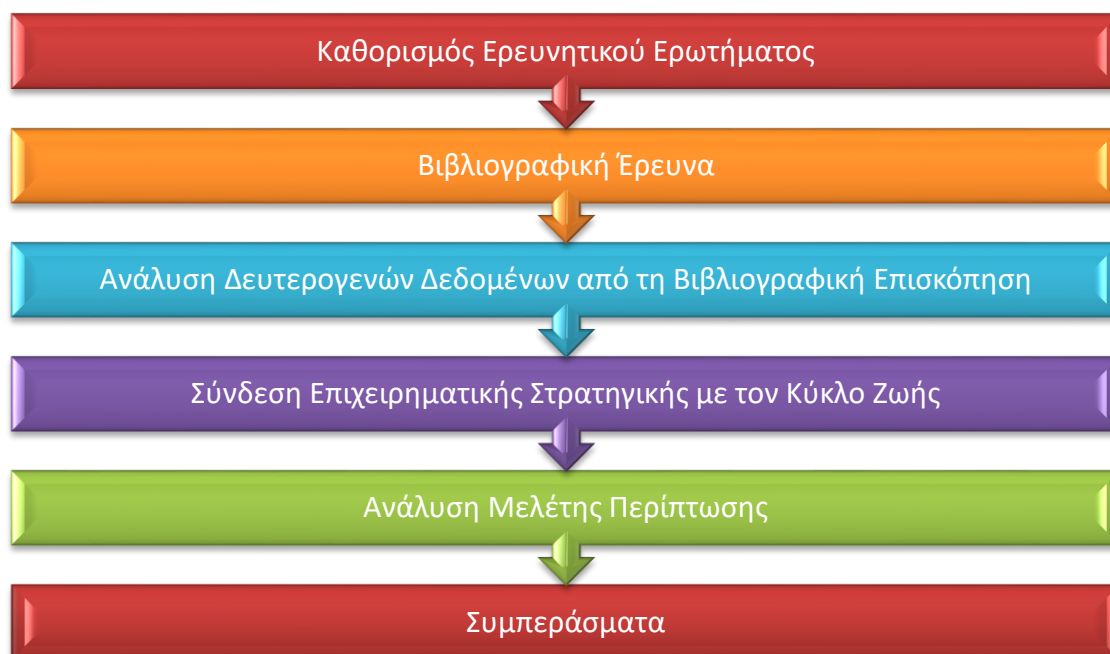 Καθορισμός Ερευνητικού Ερωτήματος
Βιβλιογραφική Έρευνα
Ανάλυση Δευτερογενών Δεδομένων από τη Βιβλιογραφική Επισκόπηση
Σύνδεση Επιχειρηματικής Στρατηγικής με τον Κύκλο Ζωής
Ανάλυση Μελέτης Περίπτωσης
Συμπεράσματα